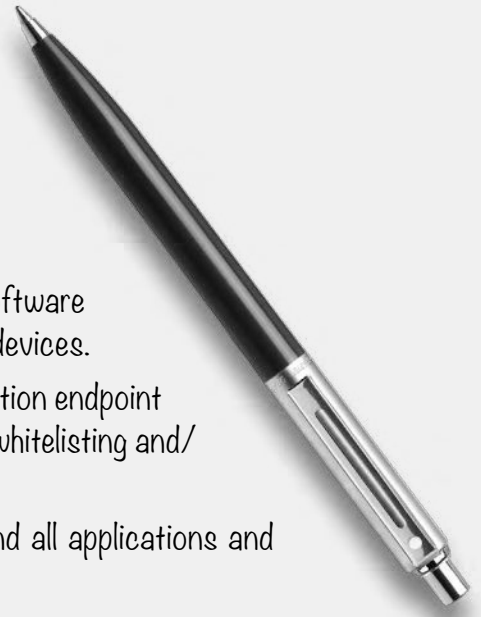 ftware
devices.
tion endpoint
whitelisting and/
nd all applications and